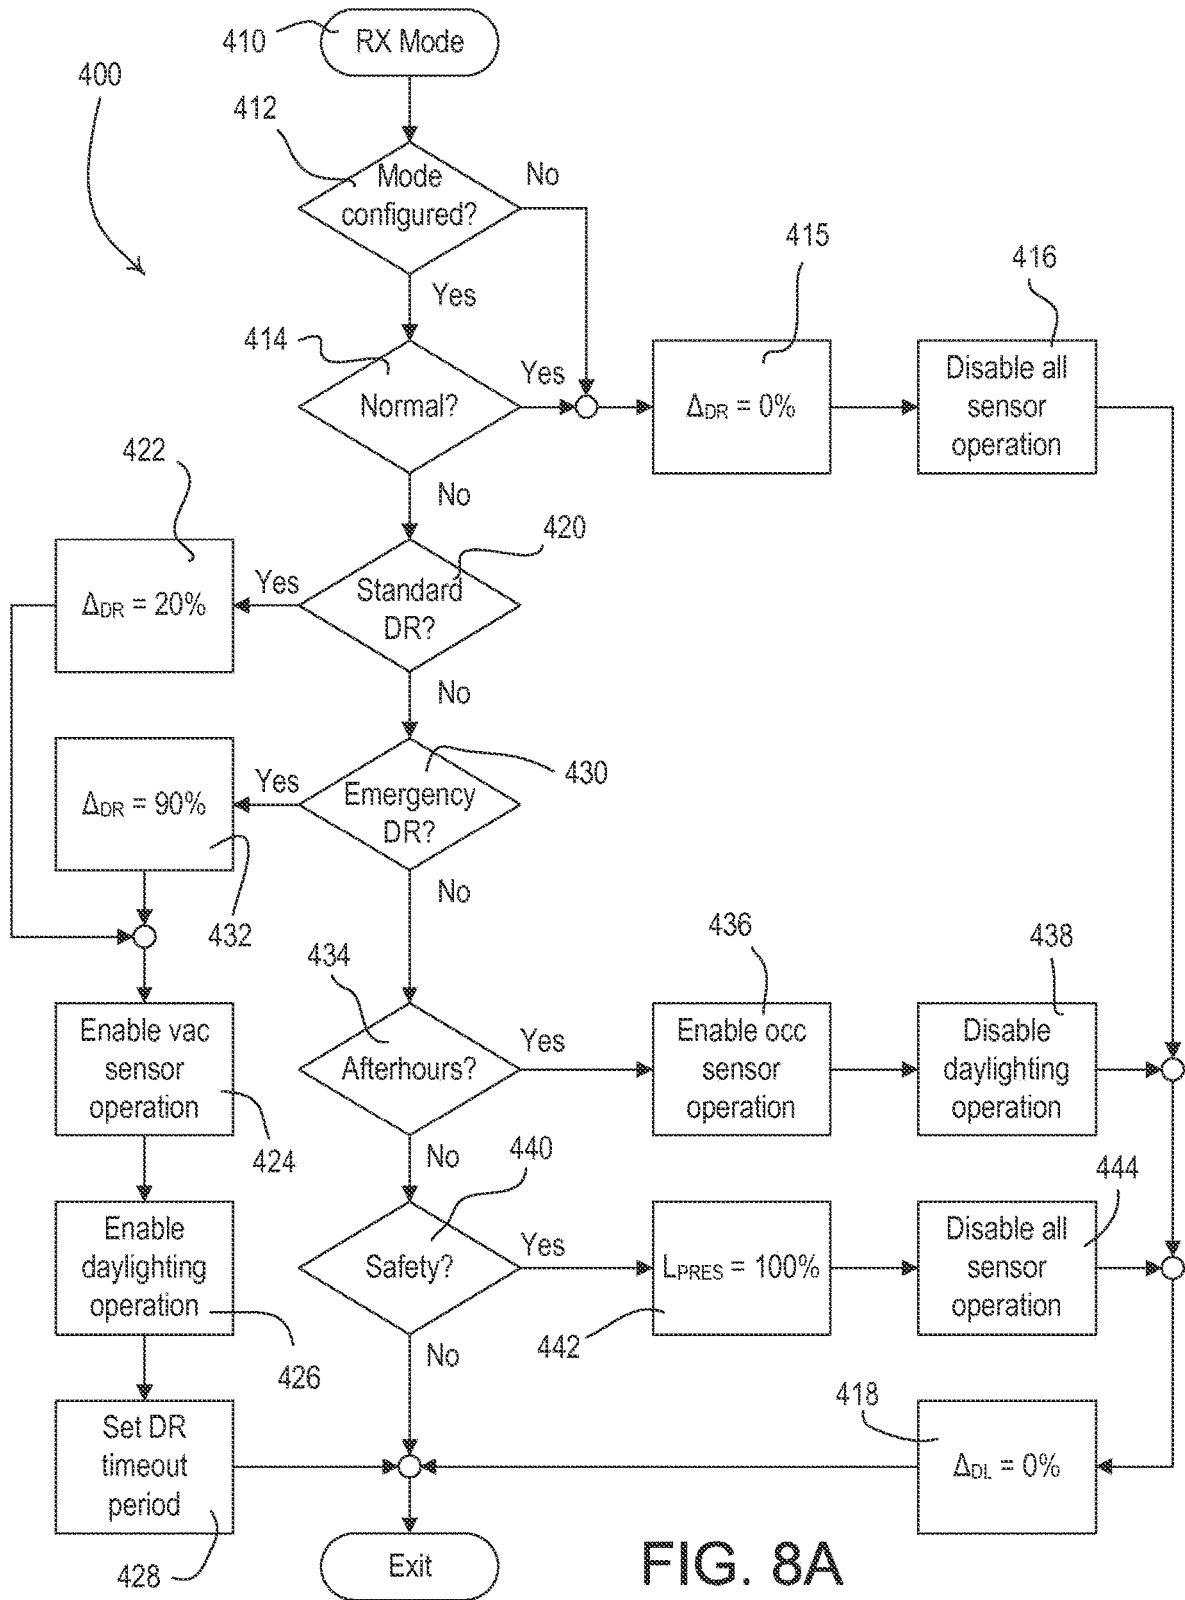 410
RX Mode
400
412
Mode
configured?
No
Yes
415
416
414
Normal?
Yes
ΔDR = 0%
Disable all
sensor
operation
422
No
420
ΔDR = 20%
Yes
Standard
DR?
No
430
ΔDR = 90%
Yes
Emergency
DR?
432
No
434
436
438
Enable vac
sensor
operation
Afterhours?
Yes
Enable occ
sensor
operation
Disable
daylighting
operation
424
No
440
444
Enable
daylighting
operation
Safety?
Yes
LPRES = 100%
Disable all
sensor
operation
426
No
442
418
Set DR
timeout
period
ΔDL = 0%
428
Exit
FIG. 8A